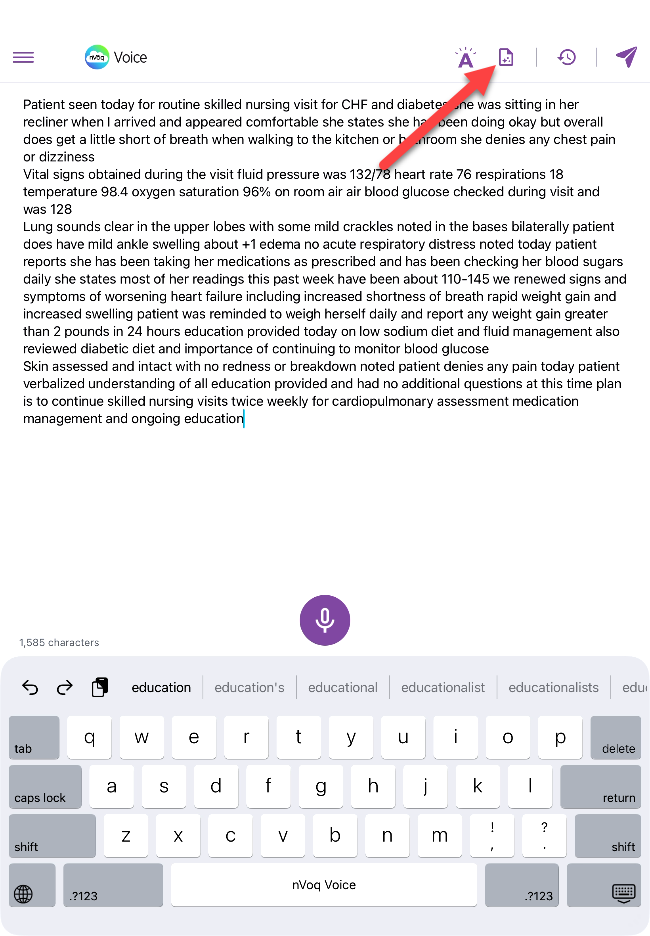 nVoq Voice
A
Patient seen today for routine skilled nursing visit for CHF and diabetes she was sitting in her
recliner when I arrived and appeared comfortable she states she has been doing okay but overall
does get a little short of breath when walking to the kitchen or bathroom she denies any chest pain
or dizziness
Vital signs obtained during the visit fluid pressure was 132/78 heart rate 76 respirations 18
temperature 98.4 oxygen saturation 96% on room air air blood glucose checked during visit and
was 128
Lung sounds clear in the upper lobes with some mild crackles noted in the bases bilaterally patient
does have mild ankle swelling about +1 edema no acute respiratory distress noted today patient
reports she has been taking her medications as prescribed and has been checking her blood sugars
daily she states most of her readings this past week have been about 110-145 we renewed signs and
symptoms of worsening heart failure including increased shortness of breath rapid weight gain and
increased swelling patient was reminded to weigh herself daily and report any weight gain greater
than 2 pounds in 24 hours education provided today on low sodium diet and fluid management also
reviewed diabetic diet and importance of continuing to monitor blood glucose
Skin assessed and intact with no redness or breakdown noted patient denies any pain today patient
verbalized understanding of all education provided and had no additional questions at this time plan
is to continue skilled nursing visits twice weekly for cardiopulmonary assessment medication
management and ongoing education
1,585 characters
education education's educational educationalist educationalists edu
tab q w e r t y u i o p delete
caps lock a s d f g h j k l return
shift z x c v b n m ! , ? . shift
.?123 nVoq Voice .?123